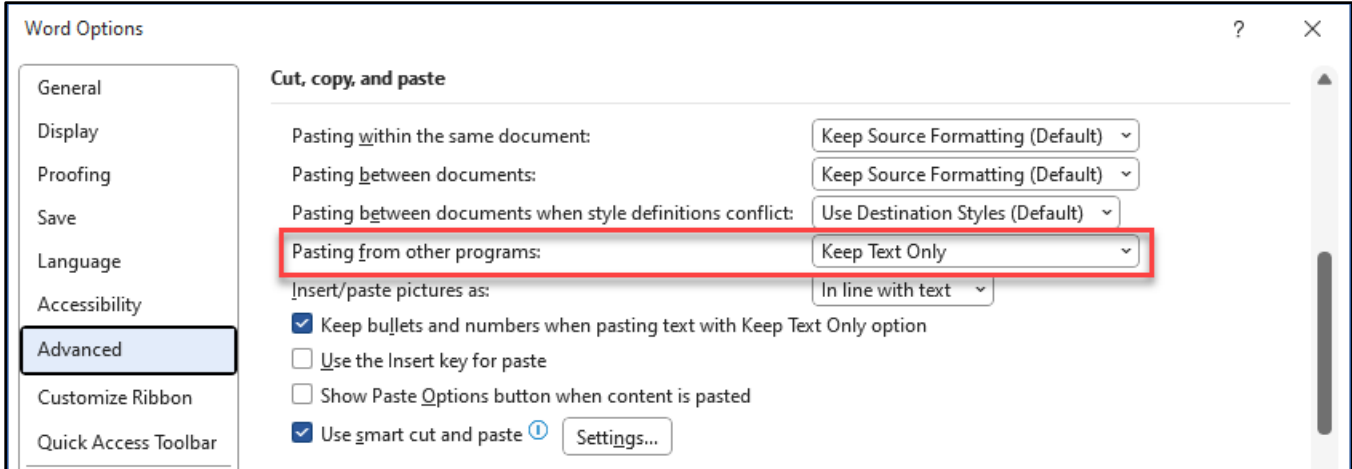 Word Options
?
General
Display
Proofing
Save
Language
Accessibility
Advanced
Customize Ribbon
Quick Access Toolbar
Cut, copy, and paste
Pasting within the same document: Keep Source Formatting (Default)
Pasting between documents: Keep Source Formatting (Default)
Pasting between documents when style definitions conflict: Use Destination Styles (Default)
Pasting from other programs: Keep Text Only
Insert/paste pictures as: In line with text
Keep bullets and numbers when pasting text with Keep Text Only option
Use the Insert key for paste
Show Paste Options button when content is pasted
Use smart cut and paste Settings...